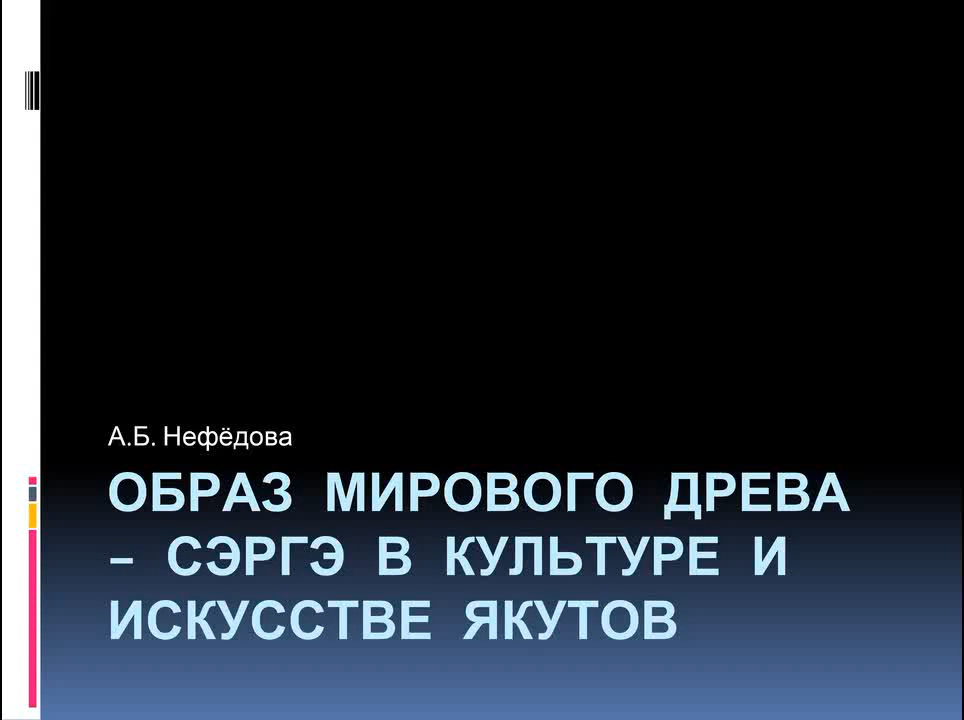 А.Б. Нефёдова
ОБРАЗ МИРОВОГО ДРЕВА
– СЭРГЭ В КУЛЬТУРЕ И
ИСКУССТВЕ ЯКУТОВ